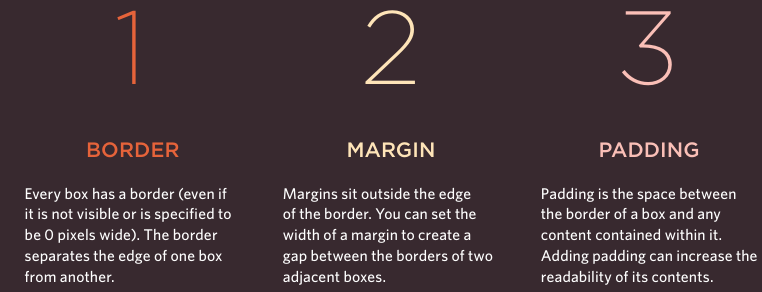 1
BORDER
Every box has a border (even if
it is not visible or is specified to
be 0 pixels wide). The border
separates the edge of one box
from another.
2
MARGIN
Margins sit outside the edge
of the border. You can set the
width of a margin to create a
gap between the borders of two
adjacent boxes.
3
PADDING
Padding is the space between
the border of a box and any
content contained within it.
Adding padding can increase the
readability of its contents.